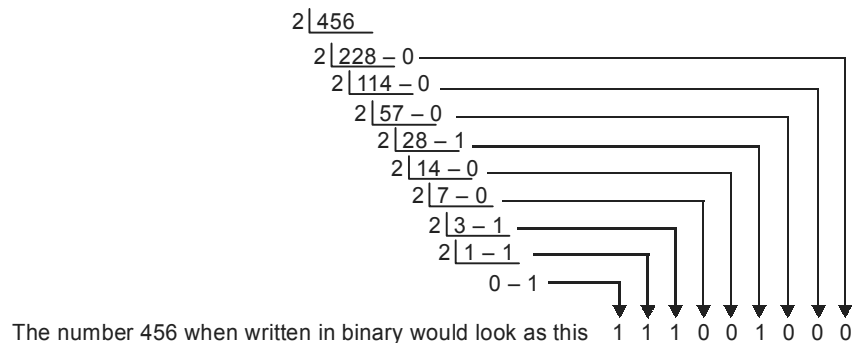 2 456
2 228 – 0
2 114 – 0
2 57 – 0
2 28 – 1
2 14 – 0
2 7 – 0
2 3 – 1
2 1 – 1
0 – 1
The number 456 when written in binary would look as this 1 1 1 0 0 1 0 0 0